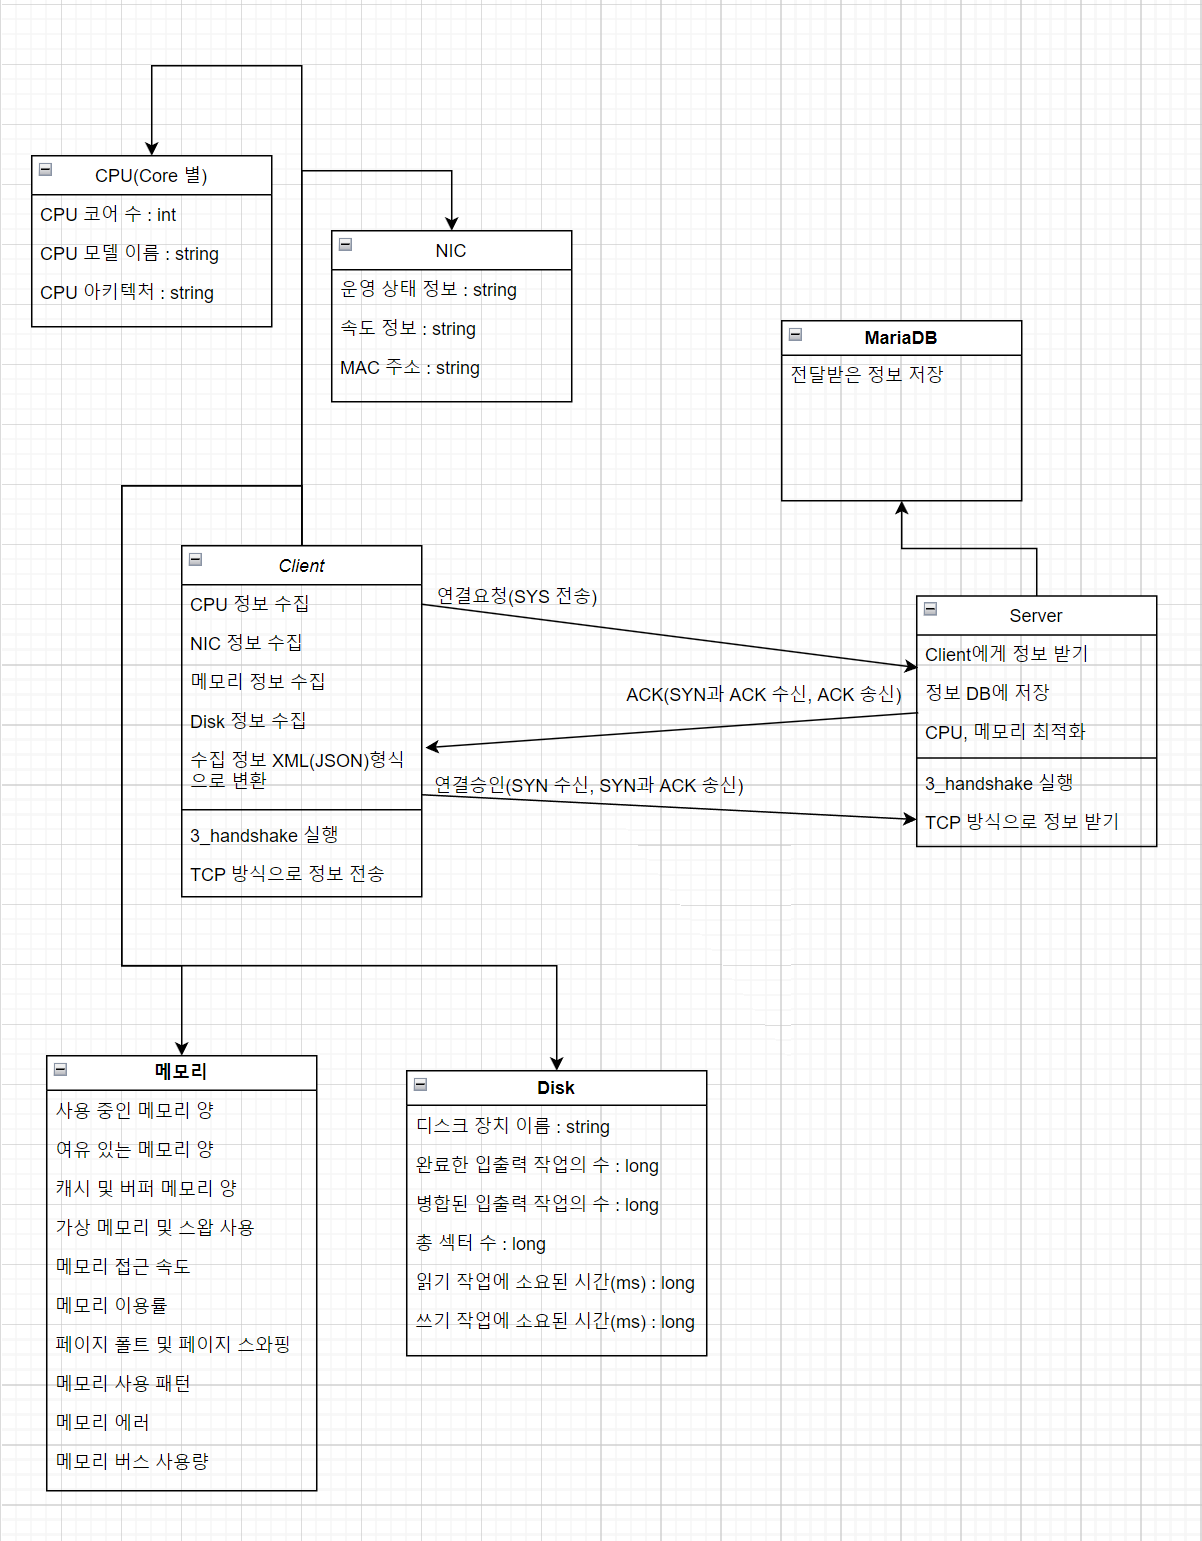 CPU(Core 별)
CPU 코어 수 : int
CPU 모델 이름 : string
CPU 아키텍처 : string
NIC
운영 상태 정보 : string
속도 정보 : string
MAC 주소 : string
MariaDB
전달받은 정보 저장
Client
CPU 정보 수집
NIC 정보 수집
메모리 정보 수집
Disk 정보 수집
수집 정보 XML(JSON)형식
으로 변환
3_handshake 실행
TCP 방식으로 정보 전송
연결요청(SYS 전송)
ACK(SYN과 ACK 수신, ACK 송신)
연결승인(SYN 수신, SYN과 ACK 송신)
Server
Client에게 정보 받기
정보 DB에 저장
CPU, 메모리 최적화
3_handshake 실행
TCP 방식으로 정보 받기
메모리
사용 중인 메모리 양
여유 있는 메모리 양
캐시 및 버퍼 메모리 양
가상 메모리 및 스왑 사용
메모리 접근 속도
메모리 이용률
페이지 폴트 및 페이지 스와핑
메모리 사용 패턴
메모리 에러
메모리 버스 사용량
Disk
디스크 장치 이름 : string
완료한 입출력 작업의 수 : long
병합된 입출력 작업의 수 : long
총 섹터 수 : long
읽기 작업에 소요된 시간(ms) : long
쓰기 작업에 소요된 시간(ms) : long